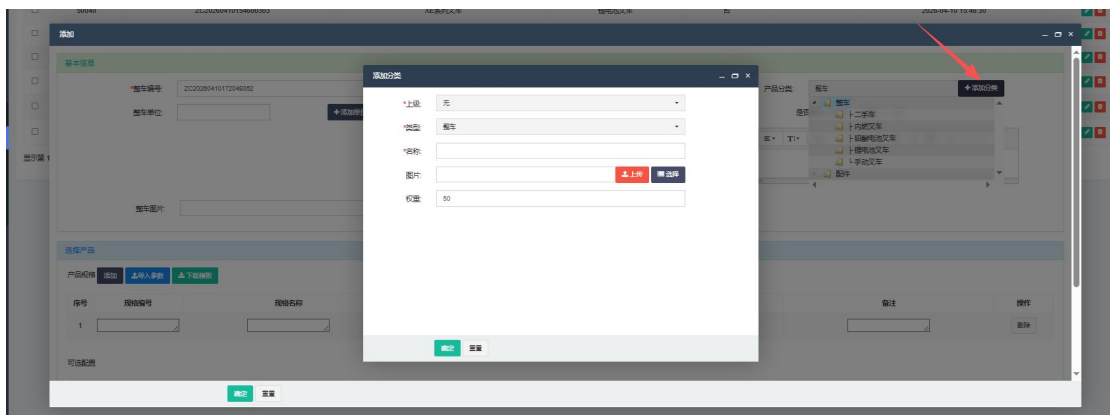 50040 ZC20260410154600303 XE系列叉车 锂电池叉车 台 2026-04-10 15:46:30
添加
基本信息
*整车编号: ZC20260410172049352
产品分类: 整车 +添加分类
整车单位: +添加单位
整车
├二手车
├内燃叉车
├铅酸电池叉车
├锂电池叉车
└手动叉车
配件
显示第 1
整车图片:
添加分类
*上级: 无
*类型: 整车
*名称:
图片: 上传 选择
权重: 50
确定 重置
选择产品
产品规格 添加 导入参数 下载模板
序号 规格编号 规格名称 备注 操作
1 删除
可选配置
确定 重置